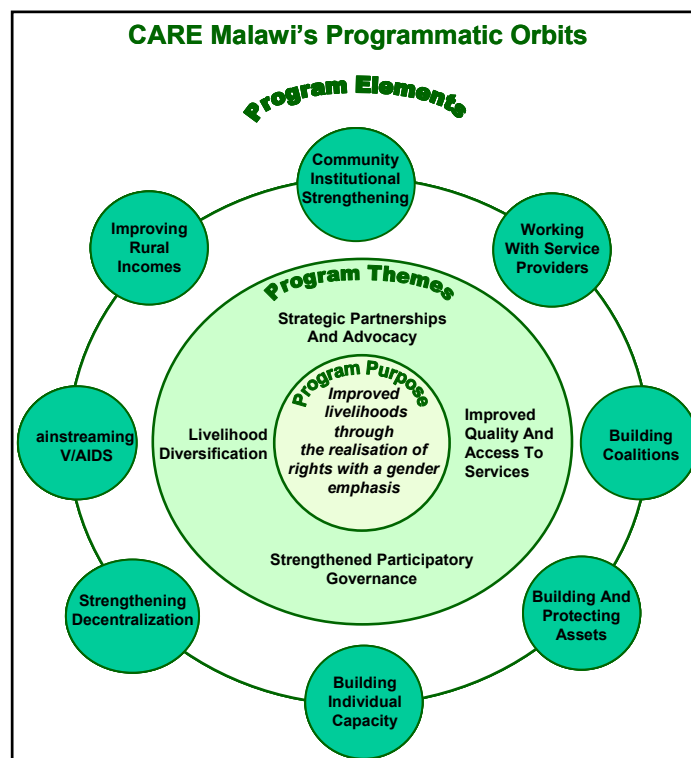 CARE Malawi's Programmatic Orbits
Program Elements
Community
Institutional
Strengthening
Improving
Rural
Incomes
Working
With Service
Providers
Program Themes
Strategic Partnerships
And Advocacy
Program Purpose
Improved
livelihoods
through
the realisation of
rights with a gender
emphasis
Livelihood
Diversification
Improved
Quality And
Access To
Services
ainstreaming
V/AIDS
Building
Coalitions
Strengthened Participatory
Governance
Strengthening
Decentralization
Building And
Protecting
Assets
Building
Individual
Capacity